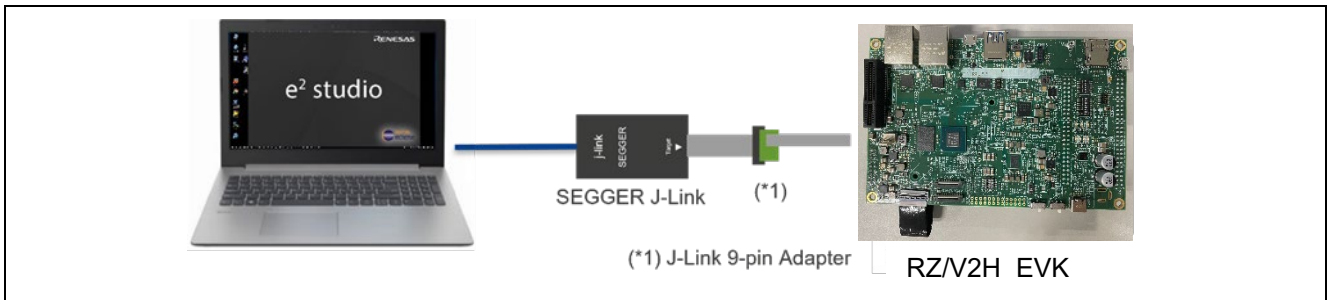 RENESAS
e² studio
j-link
SEGGER
Target
SEGGER J-Link
(*1)
(*1) J-Link 9-pin Adapter
RZ/V2H EVK